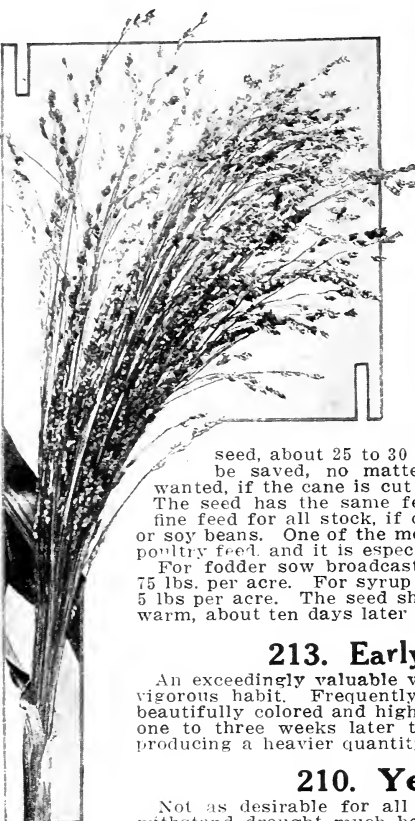 seed, about 25 to 30
be saved, no matte
wanted, if the cane is cut
The seed has the same fe
fine feed for all stock, if c
or soy beans. One of the mo
poultry feed, and it is espec
For fodder sow broadcast
75 lbs. per acre. For syrup
5 lbs per acre. The seed sh
warm, about ten days later
213. Early
An exceedingly valuable v
vigorous habit. Frequently
beautifully colored and high
one to three weeks later t
producing a heavier quantit
210. Ye
Not as desirable for all
withstand drought much be